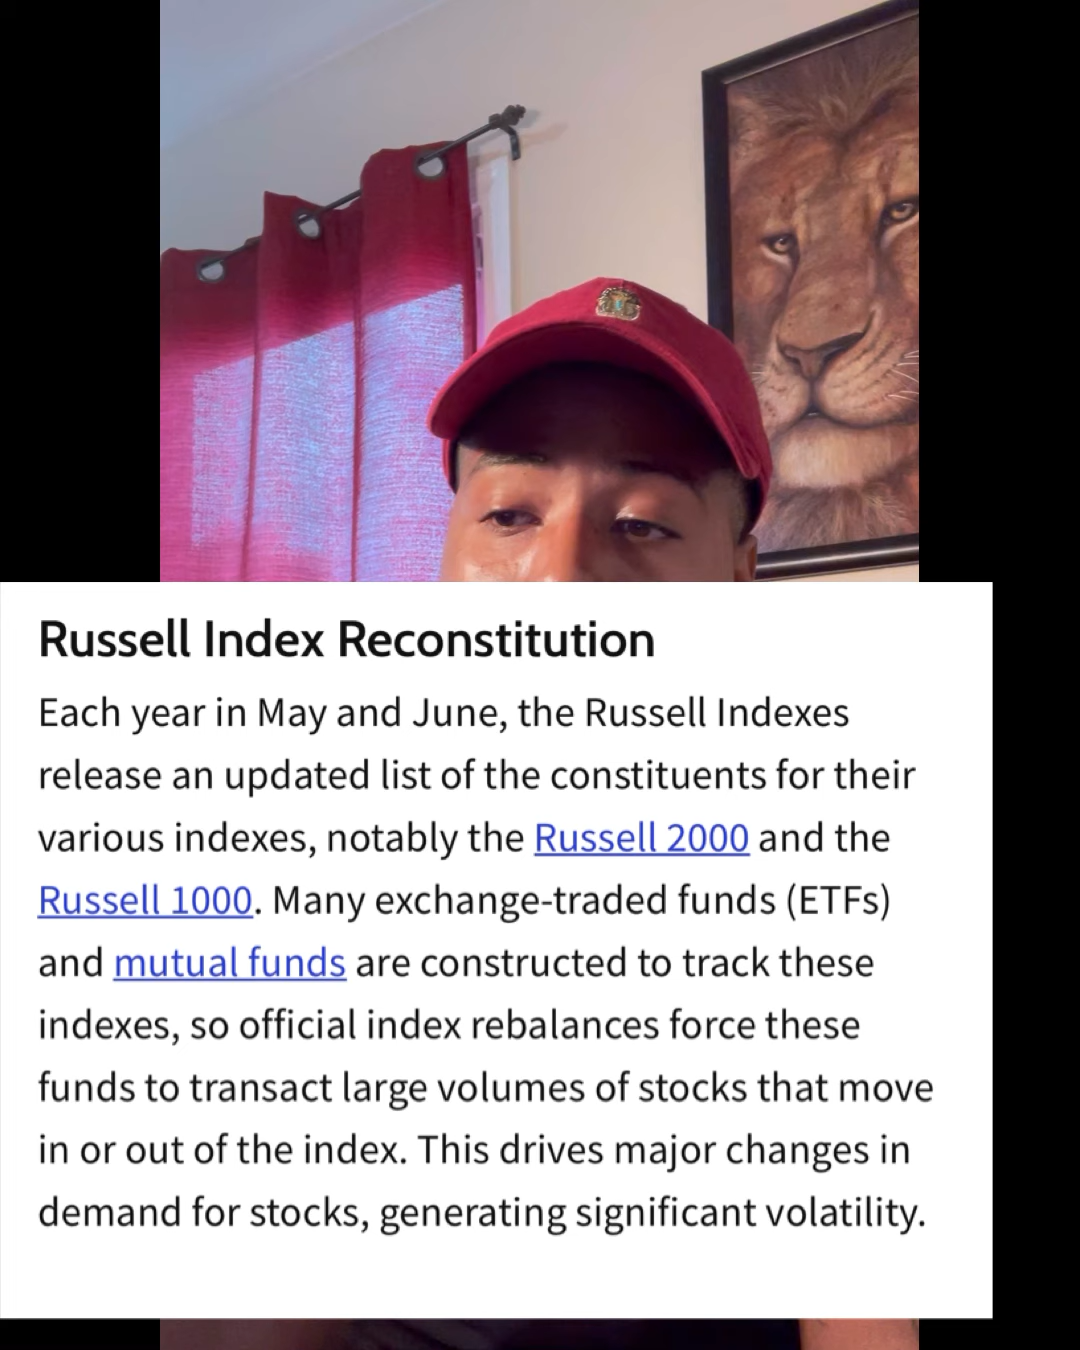 Russell Index Reconstitution
Each year in May and June, the Russell Indexes
release an updated list of the constituents for their
various indexes, notably the Russell 2000 and the
Russell 1000. Many exchange-traded funds (ETFs)
and mutual funds are constructed to track these
indexes, so official index rebalances force these
funds to transact large volumes of stocks that move
in or out of the index. This drives major changes in
demand for stocks, generating significant volatility.